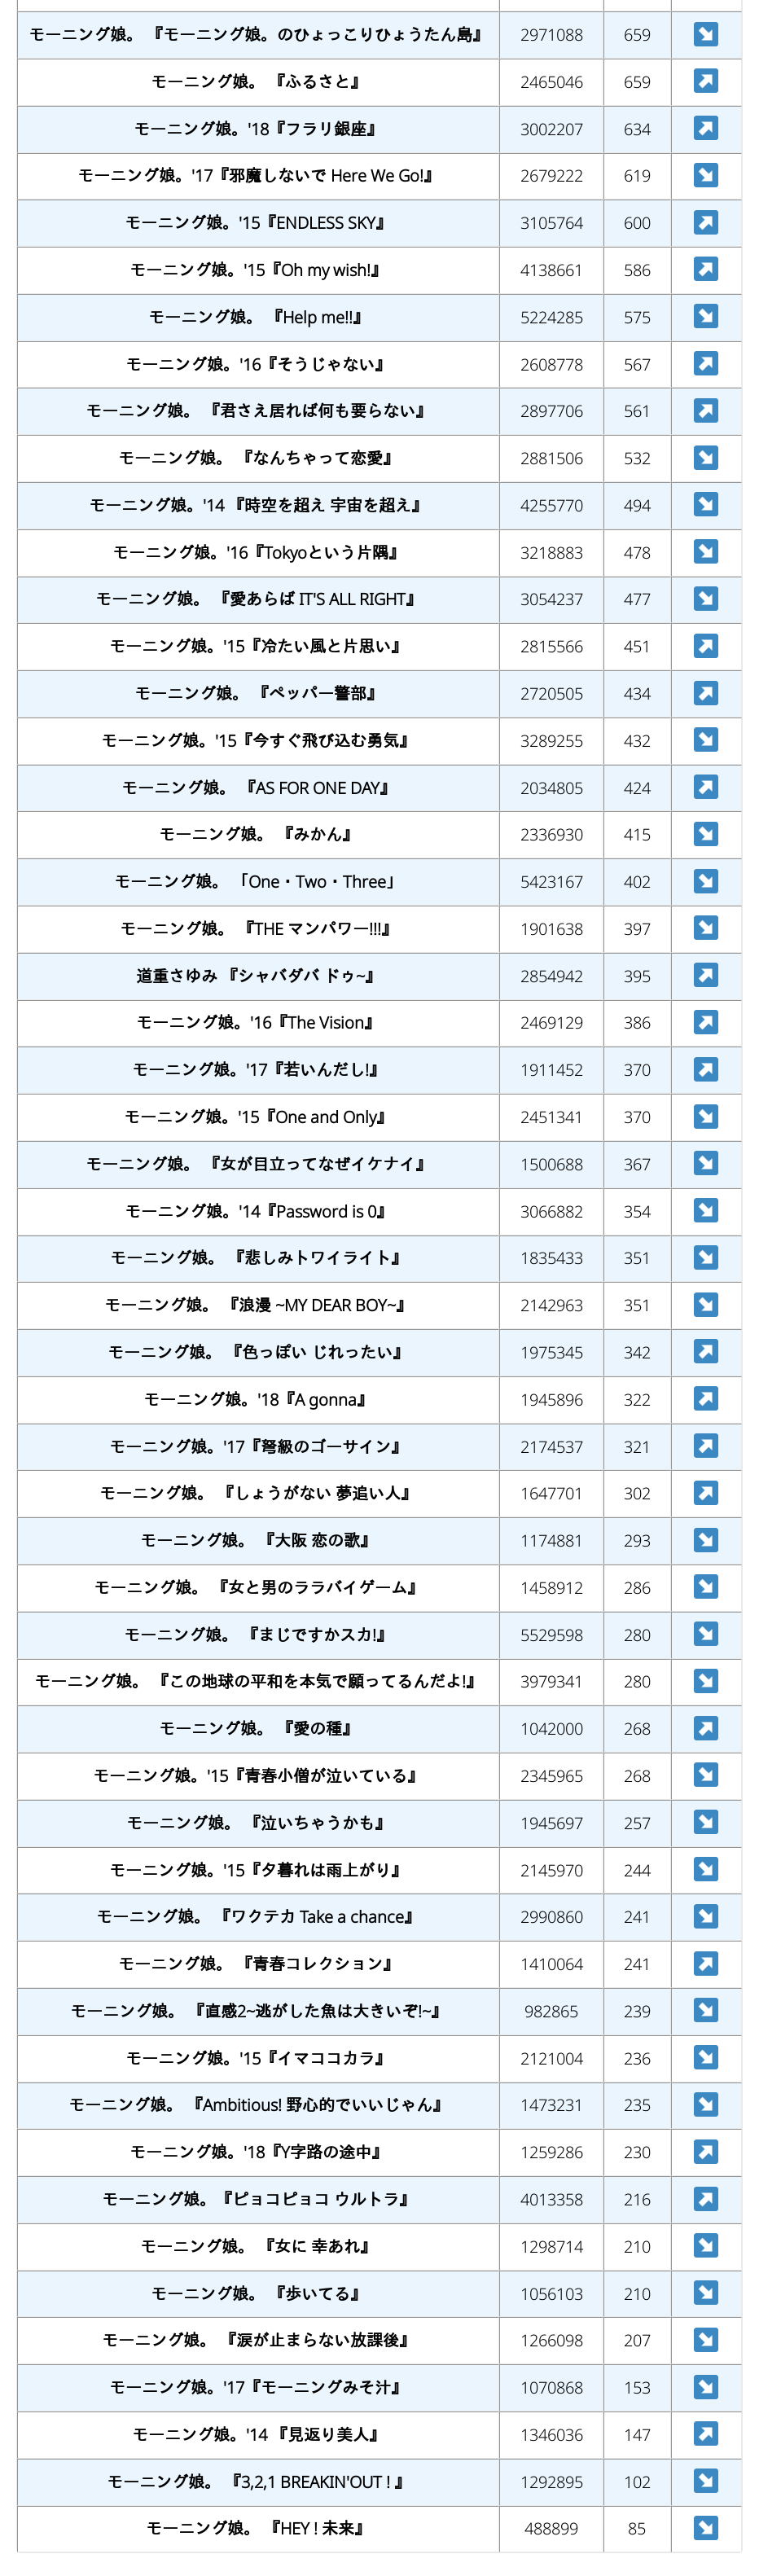 モーニング娘。 『モーニング娘。のひょっこりひょうたん島』 2971088 659
モーニング娘。 『ふるさと』 2465046 659
モーニング娘。'18『フラリ銀座』 3002207 634
モーニング娘。'17『邪魔しないで Here We Go!』 2679222 619
モーニング娘。'15『ENDLESS SKY』 3105764 600
モーニング娘。'15『Oh my wish!』 4138661 586
モーニング娘。 『Help me!!』 5224285 575
モーニング娘。'16『そうじゃない』 2608778 567
モーニング娘。 『君さえ居れば何も要らない』 2897706 561
モーニング娘。 『なんちゃって恋愛』 2881506 532
モーニング娘。'14 『時空を超え 宇宙を超え』 4255770 494
モーニング娘。'16『Tokyoという片隅』 3218883 478
モーニング娘。 『愛あらば IT'S ALL RIGHT』 3054237 477
モーニング娘。'15『冷たい風と片思い』 2815566 451
モーニング娘。 『ペッパー警部』 2720505 434
モーニング娘。'15『今すぐ飛び込む勇気』 3289255 432
モーニング娘。 『AS FOR ONE DAY』 2034805 424
モーニング娘。 『みかん』 2336930 415
モーニング娘。 「One・Two・Three」 5423167 402
モーニング娘。 『THE マンパワー!!!』 1901638 397
道重さゆみ 『シャバダバ ドゥ~』 2854942 395
モーニング娘。'16『The Vision』 2469129 386
モーニング娘。'17『若いんだし!』 1911452 370
モーニング娘。'15『One and Only』 2451341 370
モーニング娘。 『女が目立ってなぜイケナイ』 1500688 367
モーニング娘。'14『Password is 0』 3066882 354
モーニング娘。 『悲しみトワイライト』 1835433 351
モーニング娘。 『浪漫 ~MY DEAR BOY~』 2142963 351
モーニング娘。 『色っぽい じれったい』 1975345 342
モーニング娘。'18『A gonna』 1945896 322
モーニング娘。'17『弩級のゴーサイン』 2174537 321
モーニング娘。 『しょうがない 夢追い人』 1647701 302
モーニング娘。 『大阪 恋の歌』 1174881 293
モーニング娘。 『女と男のララバイゲーム』 1458912 286
モーニング娘。 『まじですかスカ!』 5529598 280
モーニング娘。 『この地球の平和を本気で願ってるんだよ!』 3979341 280
モーニング娘。 『愛の種』 1042000 268
モーニング娘。'15『青春小僧が泣いている』 2345965 268
モーニング娘。 『泣いちゃうかも』 1945697 257
モーニング娘。'15『夕暮れは雨上がり』 2145970 244
モーニング娘。 『ワクテカ Take a chance』 2990860 241
モーニング娘。 『青春コレクション』 1410064 241
モーニング娘。 『直感2~逃がした魚は大きいぞ!~』 982865 239
モーニング娘。'15『イマココカラ』 2121004 236
モーニング娘。 『Ambitious! 野心的でいいじゃん』 1473231 235
モーニング娘。'18『Y字路の途中』 1259286 230
モーニング娘。『ピョコピョコ ウルトラ』 4013358 216
モーニング娘。 『女に 幸あれ』 1298714 210
モーニング娘。 『歩いてる』 1056103 210
モーニング娘。 『涙が止まらない放課後』 1266098 207
モーニング娘。'17『モーニングみそ汁』 1070868 153
モーニング娘。'14 『見返り美人』 1346036 147
モーニング娘。 『3,2,1 BREAKIN'OUT ! 』 1292895 102
モーニング娘。 『HEY ! 未来』 488899 85